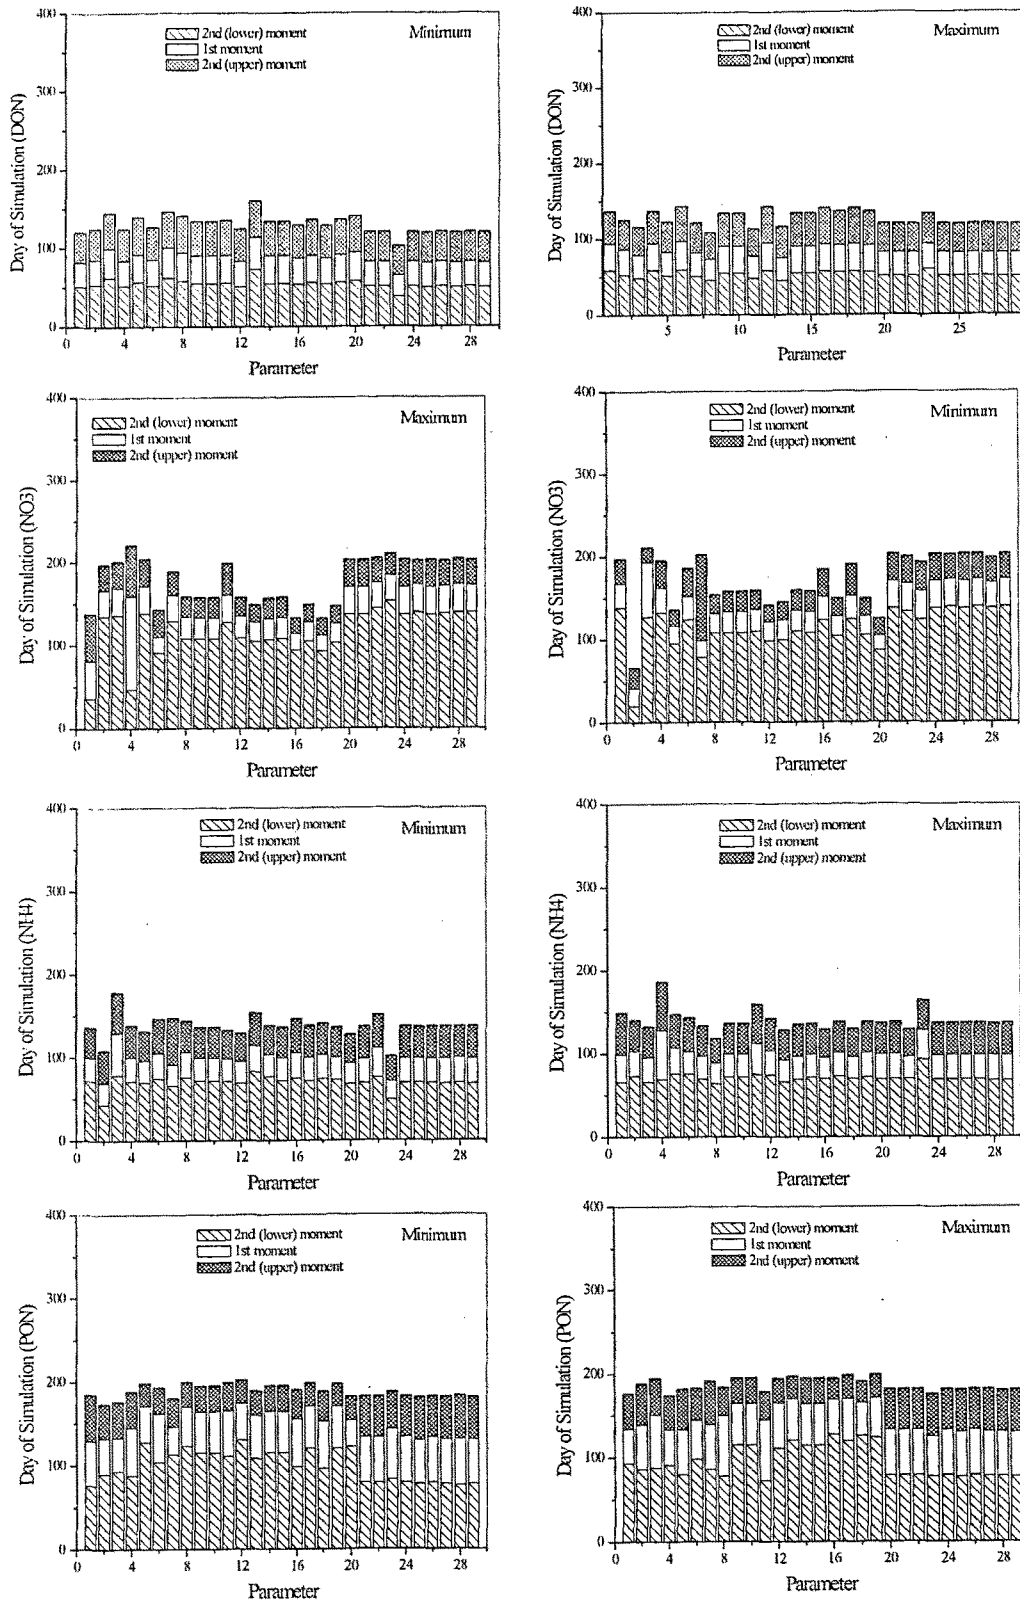 400
300
200
100
0
Day of Simulation (DON)
Minimum
2nd (lower) moment
1st moment
2nd (upper) moment
0 4 8 12 16 20 24 28
Parameter
400
300
200
100
0
Day of Simulation (DON)
Maximum
2nd (lower) moment
1st moment
2nd (upper) moment
5 10 15 20 25
Parameter
400
300
200
100
0
Day of Simulation (NO3)
Maximum
2nd (lower) moment
1st moment
2nd (upper) moment
0 4 8 12 16 20 24 28
Parameter
400
300
200
100
0
Day of Simulation (NO3)
Minimum
2nd (lower) moment
1st moment
2nd (upper) moment
0 4 8 12 16 20 24 28
Parameter
400
300
200
100
0
Day of Simulation (NH4)
Minimum
2nd (lower) moment
1st moment
2nd (upper) moment
0 4 8 12 16 20 24 28
Parameter
400
300
200
100
0
Day of Simulation (NH4)
Maximum
2nd (lower) moment
1st moment
2nd (upper) moment
0 4 8 12 16 20 24 28
Parameter
400
300
200
100
0
Day of Simulation (PON)
Minimum
2nd (lower) moment
1st moment
2nd (upper) moment
0 4 8 12 16 20 24 28
Parameter
400
300
200
100
0
Day of Simulation (PON)
Maximum
2nd (lower) moment
1st moment
2nd (upper) moment
0 4 8 12 16 20 24 28
Parameter